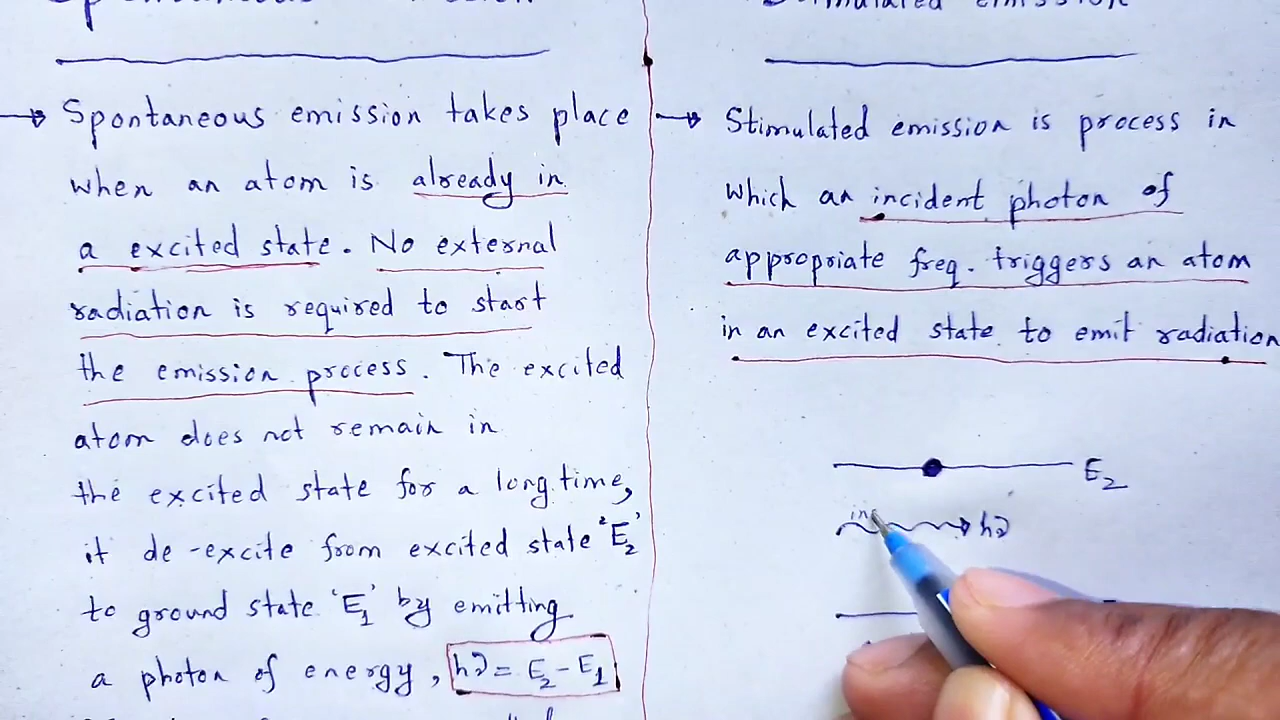 Spontaneous emission takes place
when an atom is already in
a excited state. No external
radiation is required to start
the emission process. The excited
atom does not remain in
the excited state for a long time,
it de-excite from excited state 'E₂'
to ground state 'E₁' by emitting
a photon of energy, hν = E₂ - E₁
Stimulated emission
Stimulated emission is process in
which an incident photon of
appropriate freq. triggers an atom
in an excited state to emit radiation
E₂
in
hν